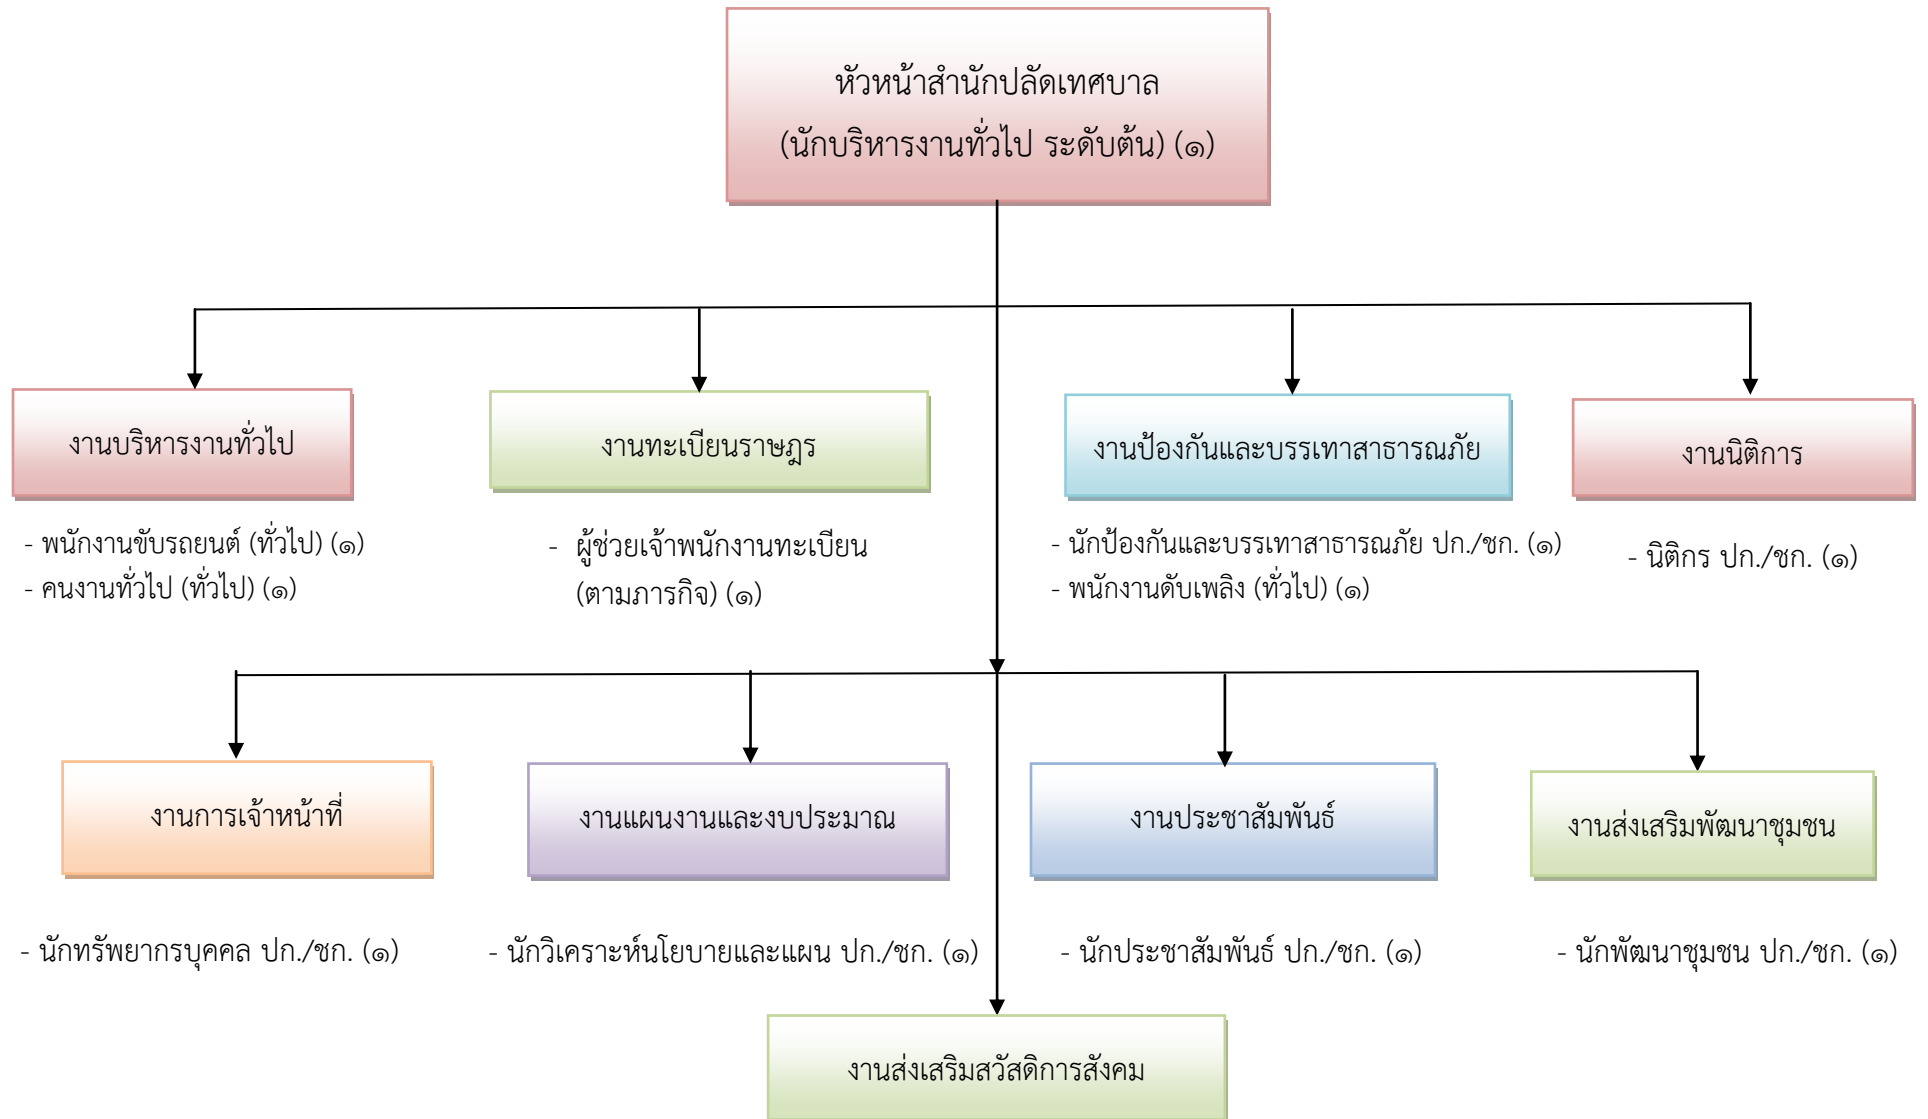 หัวหน้าสำนักปลัดเทศบาล
(นักบริหารงานทั่วไป ระดับต้น) (๑)
งานบริหารงานทั่วไป
งานทะเบียนราษฎร
งานป้องกันและบรรเทาสาธารณภัย
งานนิติการ
- พนักงานขับรถยนต์ (ทั่วไป) (๑)
- คนงานทั่วไป (ทั่วไป) (๑)
- ผู้ช่วยเจ้าพนักงานทะเบียน
(ตามภารกิจ) (๑)
- นักป้องกันและบรรเทาสาธารณภัย ปก./ชก. (๑)
- พนักงานดับเพลิง (ทั่วไป) (๑)
- นิติกร ปก./ชก. (๑)
งานการเจ้าหน้าที่
งานแผนงานและงบประมาณ
งานประชาสัมพันธ์
งานส่งเสริมพัฒนาชุมชน
- นักทรัพยากรบุคคล ปก./ชก. (๑)
- นักวิเคราะห์นโยบายและแผน ปก./ชก. (๑)
- นักประชาสัมพันธ์ ปก./ชก. (๑)
- นักพัฒนาชุมชน ปก./ชก. (๑)
งานส่งเสริมสวัสดิการสังคม